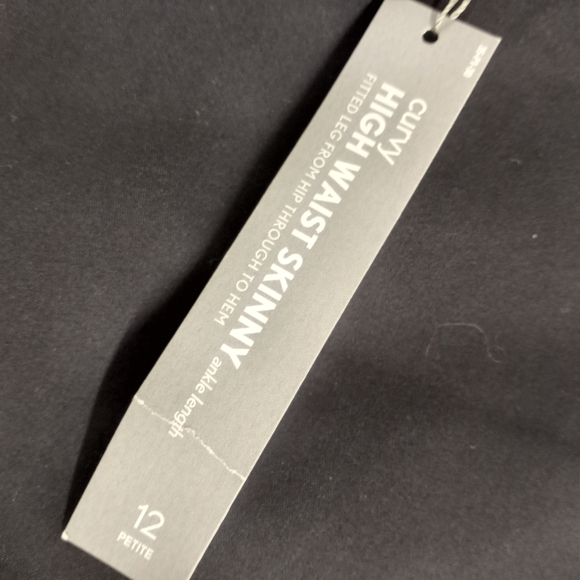 curvy
HIGH WAIST SKINNY ankle length
FITTED LEG FROM HIP THROUGH TO HEM
12
PETITE